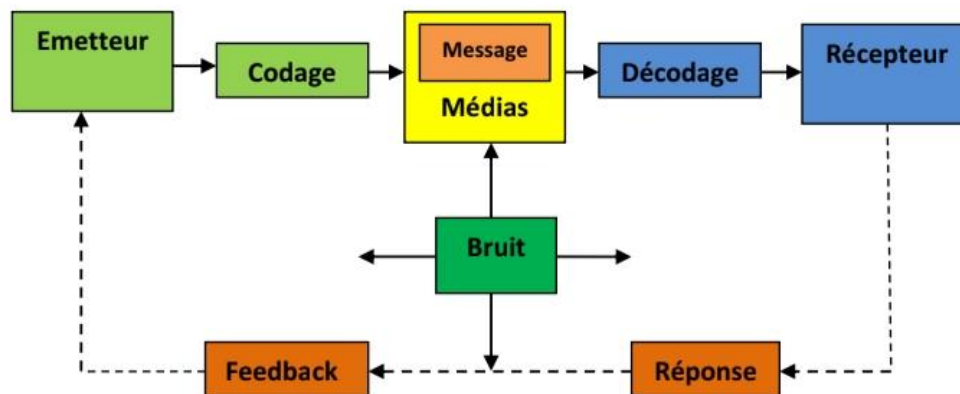 Emetteur
Codage
Message
Médias
Décodage
Récepteur
Bruit
Feedback
Réponse